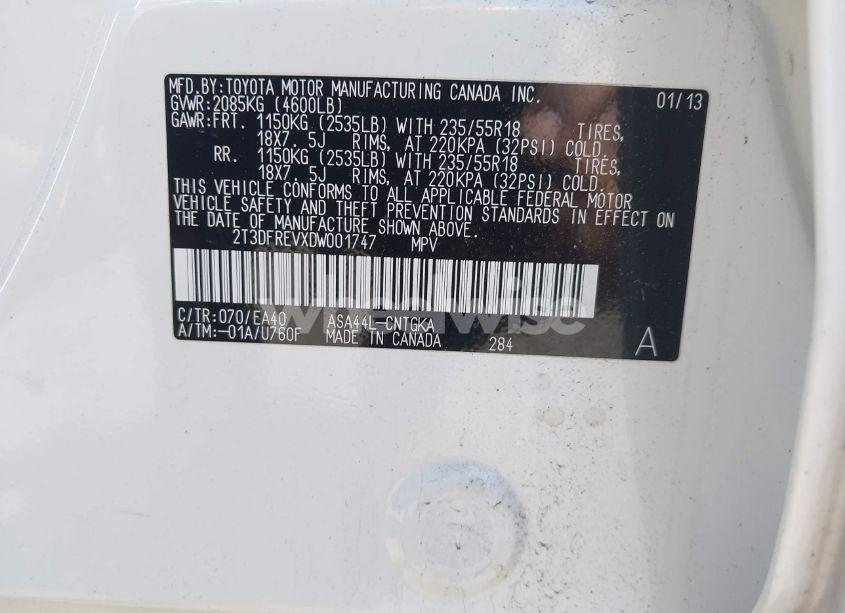 MFD.BY:TOYOTA MOTOR MANUFACTURING CANADA INC. 01/13
GVWR:2085KG (4600LB)
GAWR:FRT. 1150KG (2535LB) WITH 235/55R18 TIRES,
18X7.5J RIMS, AT 220KPA (32PSI) COLD.
RR. 1150KG (2535LB) WITH 235/55R18 TIRES,
18X7.5J RIMS, AT 220KPA (32PSI) COLD.
THIS VEHICLE CONFORMS TO ALL APPLICABLE FEDERAL MOTOR
VEHICLE SAFETY AND THEFT PREVENTION STANDARDS IN EFFECT ON
THE DATE OF MANUFACTURE SHOWN ABOVE.
2T3DFREVXDW001747 MPV
wheelwise
C/TR:070/EA40 ASA44L-CNTGKA
A/TM:-01A/U760F MADE IN CANADA 284 A